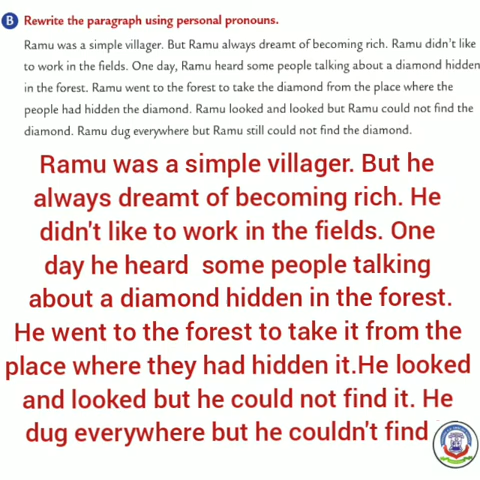 B Rewrite the paragraph using personal pronouns.
Ramu was a simple villager. But Ramu always dreamt of becoming rich. Ramu didn't like
to work in the fields. One day, Ramu heard some people talking about a diamond hidden
in the forest. Ramu went to the forest to take the diamond from the place where the
people had hidden the diamond. Ramu looked and looked but Ramu could not find the
diamond. Ramu dug everywhere but Ramu still could not find the diamond.
Ramu was a simple villager. But he
always dreamt of becoming rich. He
didn't like to work in the fields. One
day he heard some people talking
about a diamond hidden in the forest.
He went to the forest to take it from the
place where they had hidden it.He looked
and looked but he could not find it. He
dug everywhere but he couldn't find